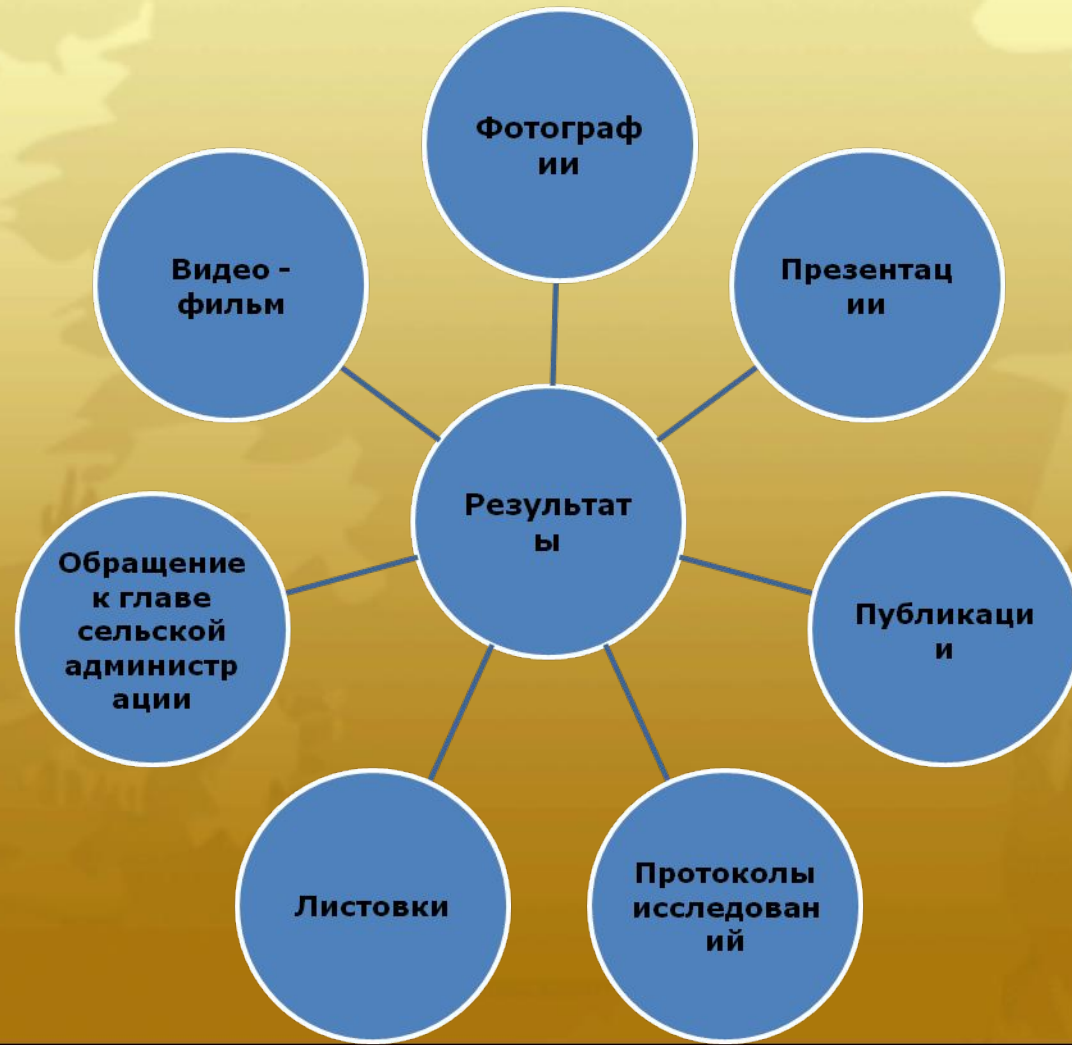 Фотограф
ии
Видео -
фильм
Презентац
ии
Результат
ы
Обращение
к главе
сельской
администр
ации
Публикаци
и
Листовки
Протоколы
исследован
ий